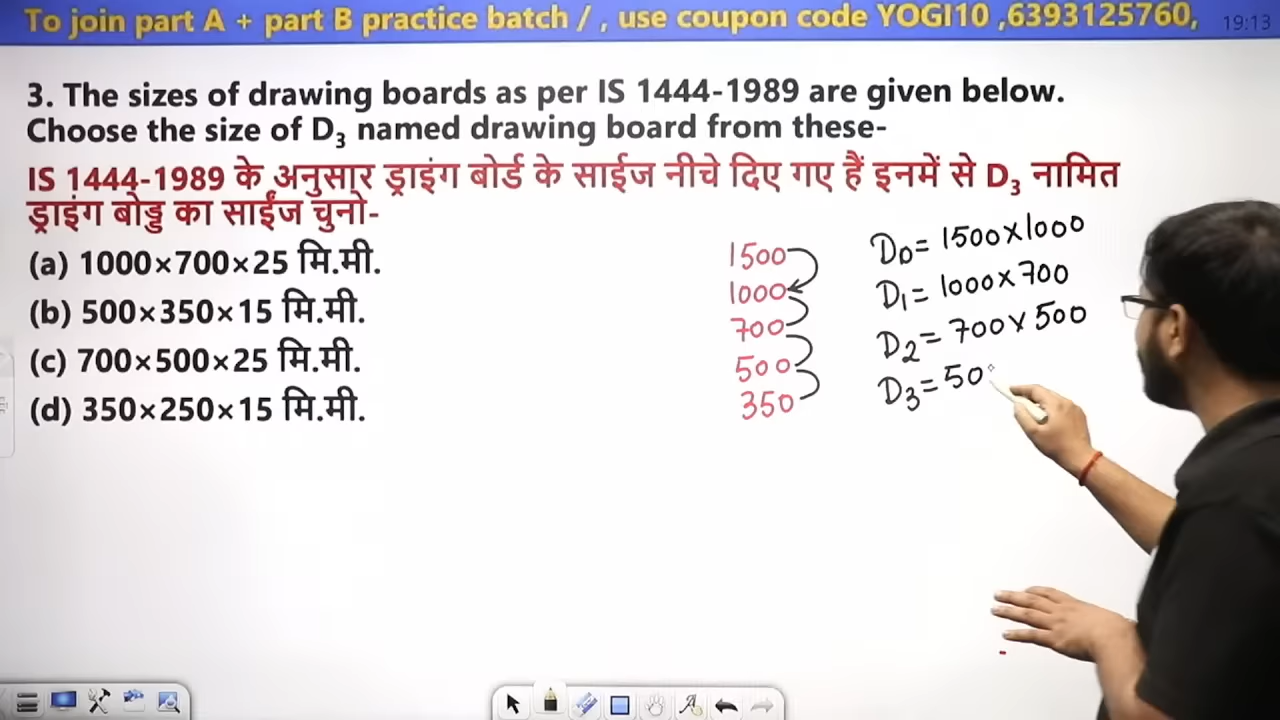 To join part A + part B practice batch / , use coupon code YOGI10 ,6393125760,
19:13
3. The sizes of drawing boards as per IS 1444-1989 are given below.
Choose the size of D₃ named drawing board from these-
IS 1444-1989 के अनुसार ड्राइंग बोर्ड के साईज नीचे दिए गए हैं इनमें से D₃ नामित
ड्राइंग बोड्ड का साईंज चुनो-
(a) 1000×700×25 मि.मी.
(b) 500×350×15 मि.मी.
(c) 700×500×25 मि.मी.
(d) 350×250×15 मि.मी.
1500
1000
700
500
350
D₀ = 1500×1000
D₁ = 1000×700
D₂ = 700×500
D₃ = 500